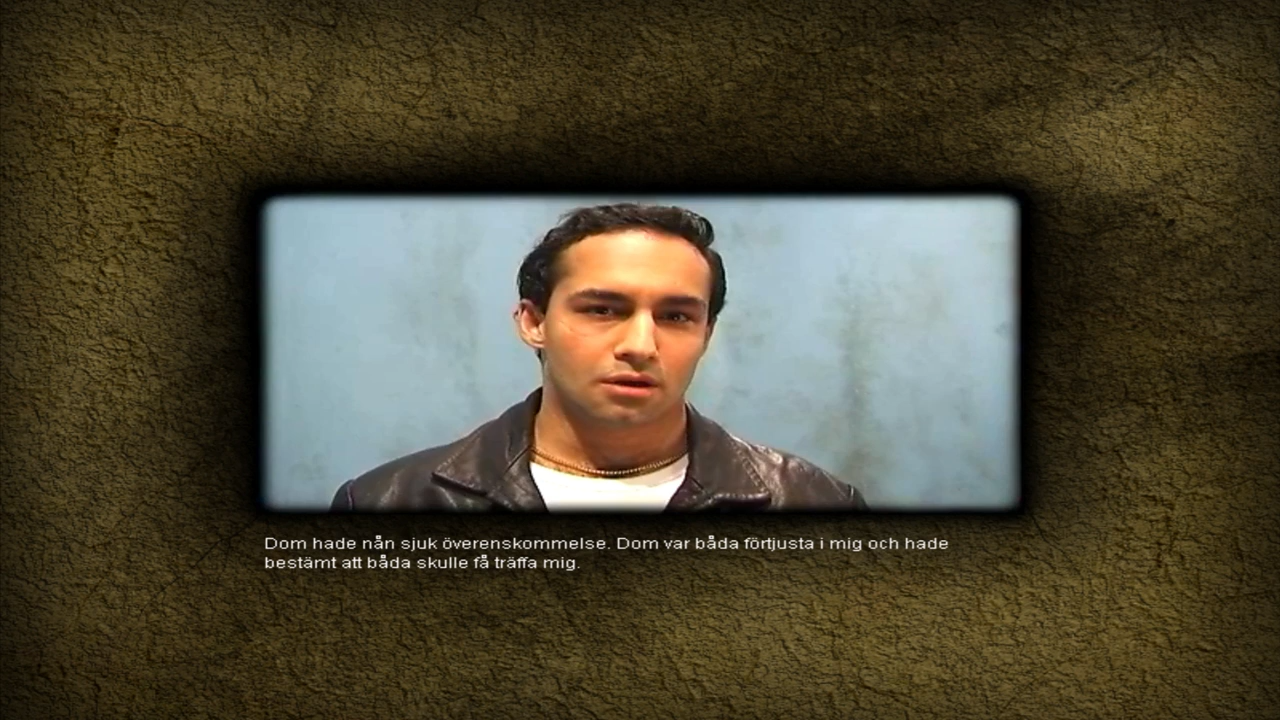 Dom hade nån sjuk överenskommelse. Dom var båda förtjusta i mig och hade
bestämt att båda skulle få träffa mig.